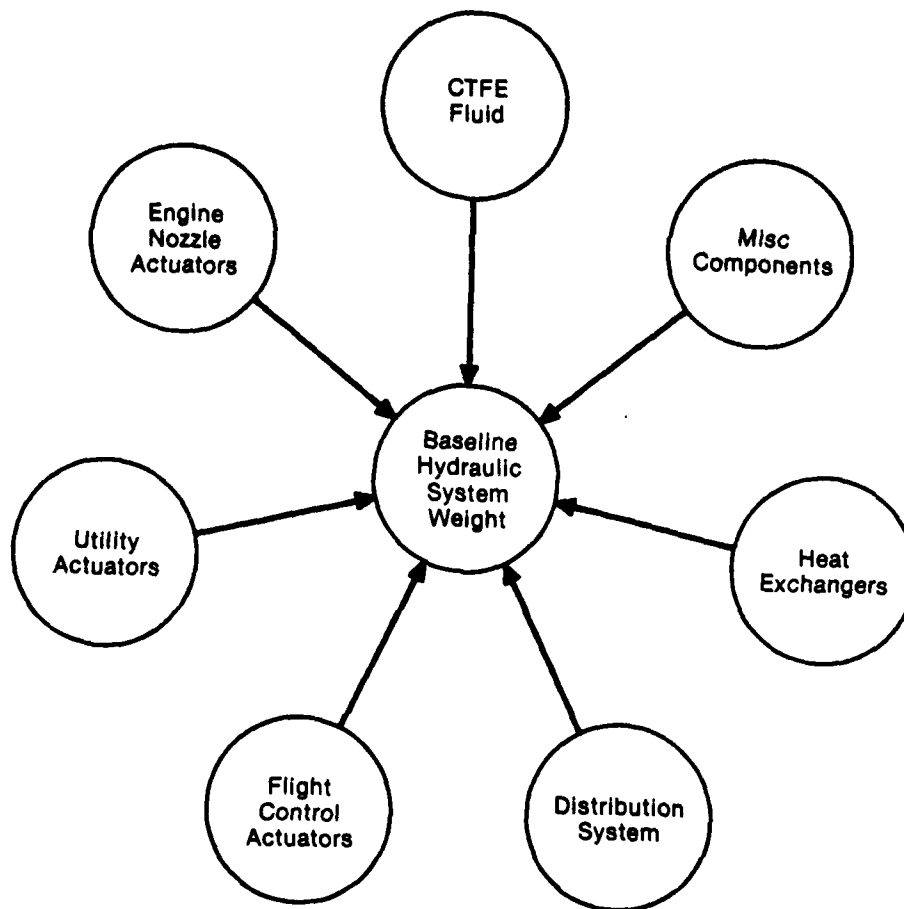 CTFE
Fluid
Engine
Nozzle
Actuators
Misc
Components
Baseline
Hydraulic
System
Weight
Utility
Actuators
Heat
Exchangers
Flight
Control
Actuators
Distribution
System